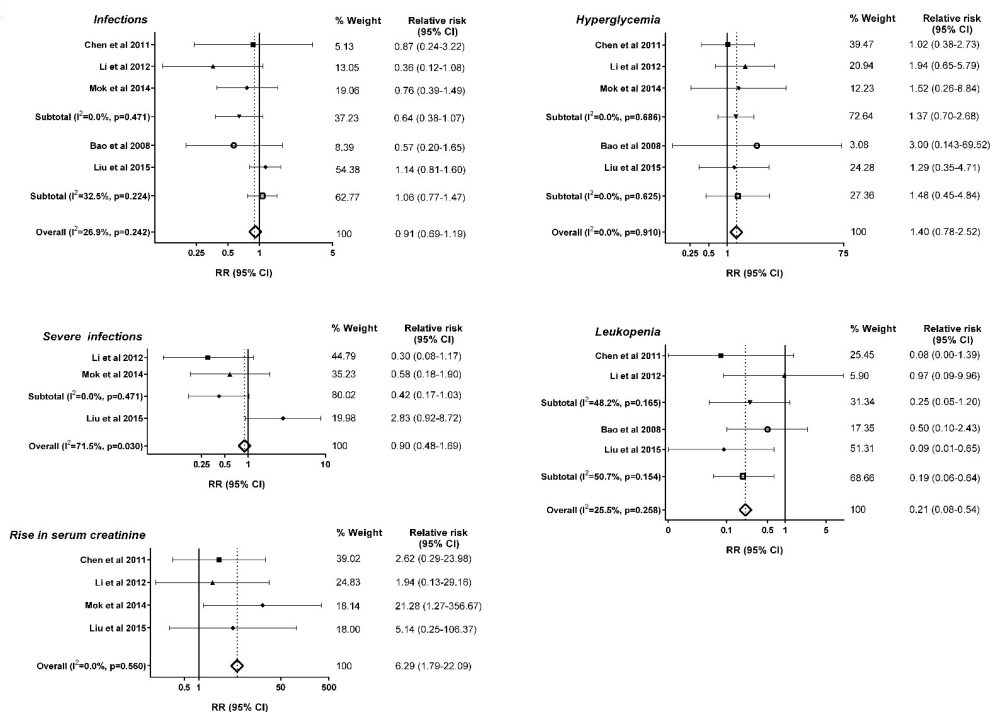 Infections % Weight Relative risk
(95% CI)
Chen et al 2011 5.13 0.87 (0.24-3.22)
Li et al 2012 13.05 0.36 (0.12-1.08)
Mok et al 2014 19.06 0.76 (0.39-1.49)
Subtotal (I²=0.0%, p=0.471) 37.23 0.64 (0.38-1.07)
Bao et al 2008 8.39 0.57 (0.20-1.65)
Liu et al 2015 54.38 1.14 (0.81-1.60)
Subtotal (I²=32.5%, p=0.224) 62.77 1.06 (0.77-1.47)
Overall (I²=26.9%, p=0.242) 100 0.91 (0.69-1.19)
0.25 0.5 1 5
RR (95% CI)
Hyperglycemia % Weight Relative risk
(95% CI)
Chen et al 2011 39.47 1.02 (0.38-2.73)
Li et al 2012 20.94 1.94 (0.65-5.79)
Mok et al 2014 12.23 1.52 (0.26-8.84)
Subtotal (I²=0.0%, p=0.686) 72.64 1.37 (0.70-2.68)
Bao et al 2008 3.08 3.00 (0.143-69.52)
Liu et al 2015 24.28 1.29 (0.35-4.71)
Subtotal (I²=0.0%, p=0.625) 27.36 1.48 (0.45-4.84)
Overall (I²=0.0%, p=0.910) 100 1.40 (0.78-2.52)
0.25 0.5 1 75
RR (95% CI)
Severe infections % Weight Relative risk
(95% CI)
Li et al 2012 44.79 0.30 (0.08-1.17)
Mok et al 2014 35.23 0.58 (0.18-1.90)
Subtotal (I²=0.0%, p=0.471) 80.02 0.42 (0.17-1.03)
Liu et al 2015 19.98 2.83 (0.92-8.72)
Overall (I²=71.5%, p=0.030) 100 0.90 (0.48-1.69)
0.25 0.5 1 10
RR (95% CI)
Leukopenia % Weight Relative risk
(95% CI)
Chen et al 2011 25.45 0.08 (0.00-1.39)
Li et al 2012 5.90 0.97 (0.09-9.96)
Subtotal (I²=48.2%, p=0.165) 31.34 0.25 (0.05-1.20)
Bao et al 2008 17.35 0.50 (0.10-2.43)
Liu et al 2015 51.31 0.09 (0.01-0.65)
Subtotal (I²=50.7%, p=0.154) 68.66 0.19 (0.06-0.64)
Overall (I²=25.5%, p=0.258) 100 0.21 (0.08-0.54)
0 0.1 0.5 1 5
RR (95% CI)
Rise in serum creatinine % Weight Relative risk
(95% CI)
Chen et al 2011 39.02 2.62 (0.29-23.98)
Li et al 2012 24.83 1.94 (0.13-29.16)
Mok et al 2014 18.14 21.28 (1.27-356.67)
Liu et al 2015 18.00 5.14 (0.25-106.37)
Overall (I²=0.0%, p=0.560) 100 6.29 (1.79-22.09)
0.5 1 50 500
RR (95% CI)